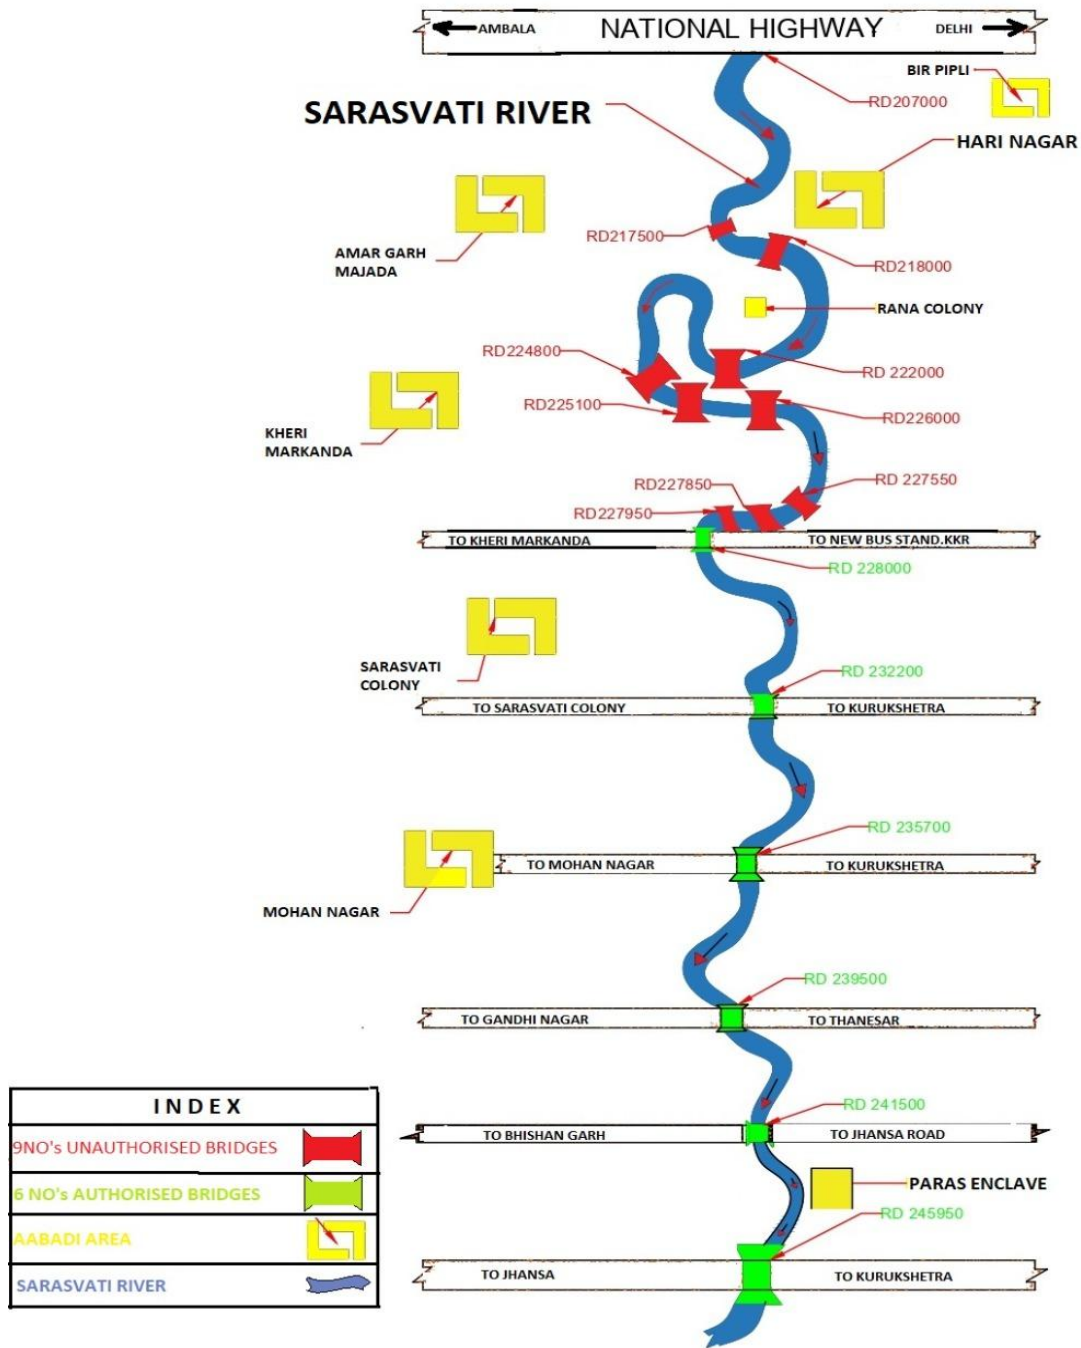 AMBALA NATIONAL HIGHWAY DELHI
BIR PIPLI
RD207000
SARASVATI RIVER
HARI NAGAR
AMAR GARH
MAJADA
RD217500
RD218000
RANA COLONY
RD224800
RD 222000
RD225100
RD226000
KHERI
MARKANDA
RD227850
RD 227550
RD227950
TO KHERI MARKANDA
TO NEW BUS STAND.KKR
RD 228000
SARASVATI
COLONY
RD 232200
TO SARASVATI COLONY
TO KURUKSHETRA
RD 235700
TO MOHAN NAGAR
TO KURUKSHETRA
MOHAN NAGAR
RD 239500
TO GANDHI NAGAR
TO THANESAR
RD 241500
TO BHISHAN GARH
TO JHANSA ROAD
PARAS ENCLAVE
RD 245950
TO JHANSA
TO KURUKSHETRA
INDEX
9NO's UNAUTHORISED BRIDGES
6 NO's AUTHORISED BRIDGES
AABADI AREA
SARASVATI RIVER